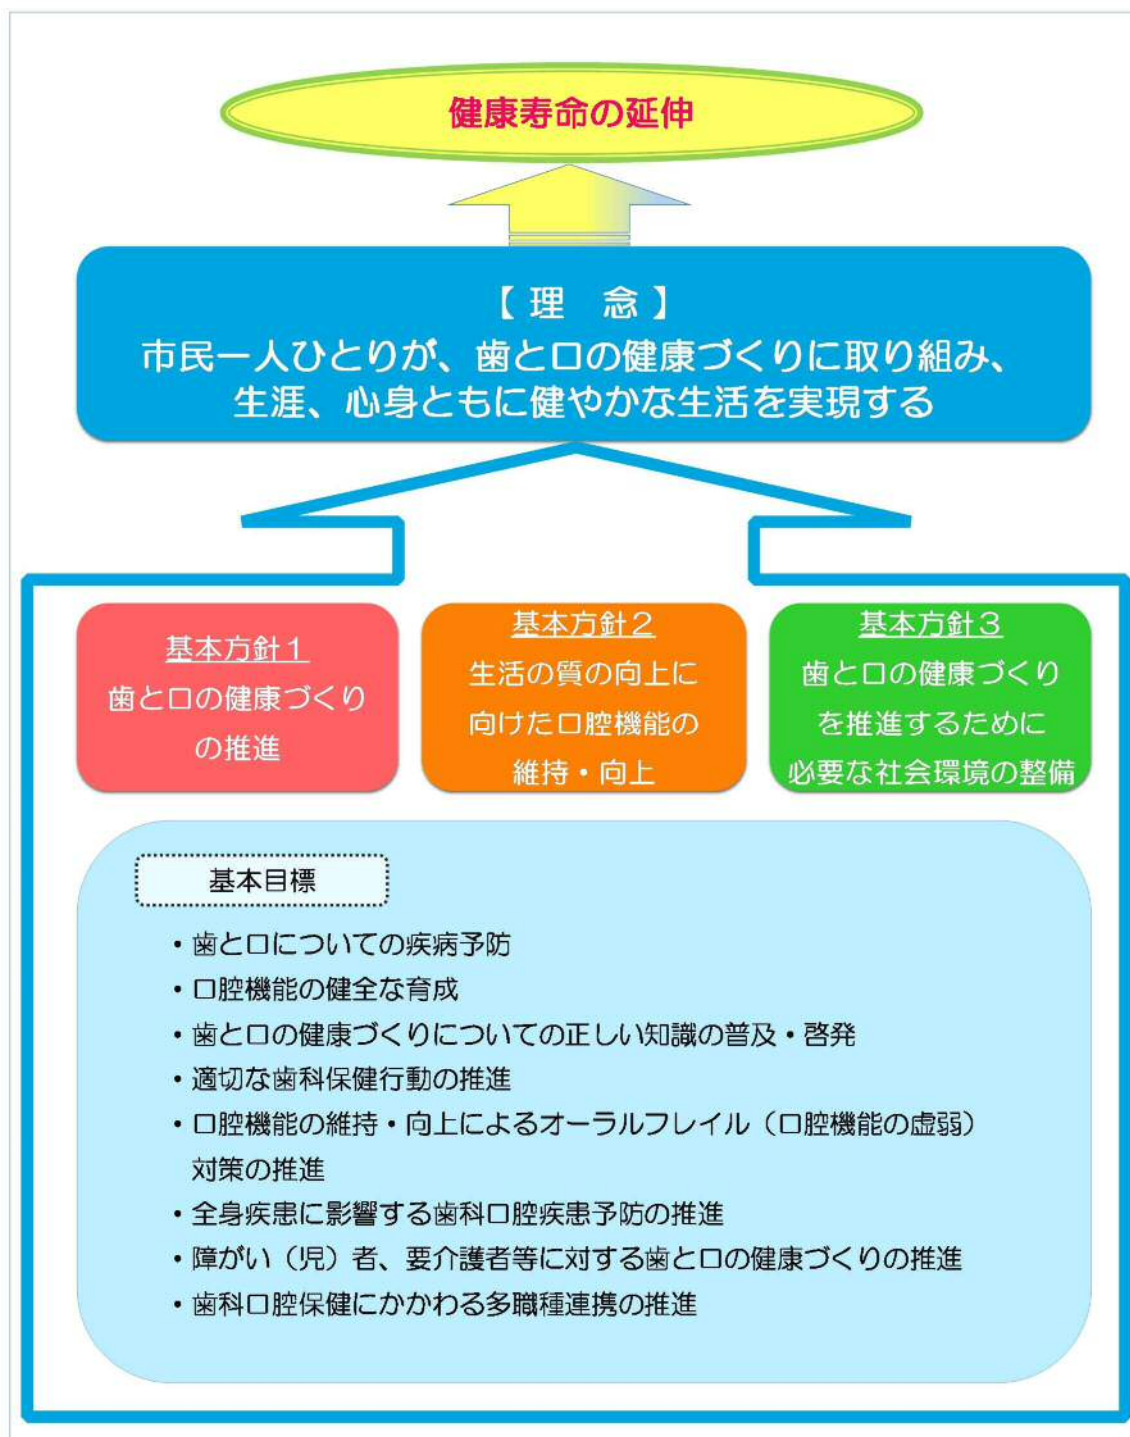 健康寿命の延伸
【 理　念 】
市民一人ひとりが、歯と口の健康づくりに取り組み、
生涯、心身ともに健やかな生活を実現する
基本方針１
歯と口の健康づくり
の推進
基本方針２
生活の質の向上に
向けた口腔機能の
維持・向上
基本方針３
歯と口の健康づくり
を推進するために
必要な社会環境の整備
基本目標
・歯と口についての疾病予防
・口腔機能の健全な育成
・歯と口の健康づくりについての正しい知識の普及・啓発
・適切な歯科保健行動の推進
・口腔機能の維持・向上によるオーラルフレイル（口腔機能の虚弱）
対策の推進
・全身疾患に影響する歯科口腔疾患予防の推進
・障がい（児）者、要介護者等に対する歯と口の健康づくりの推進
・歯科口腔保健にかかわる多職種連携の推進